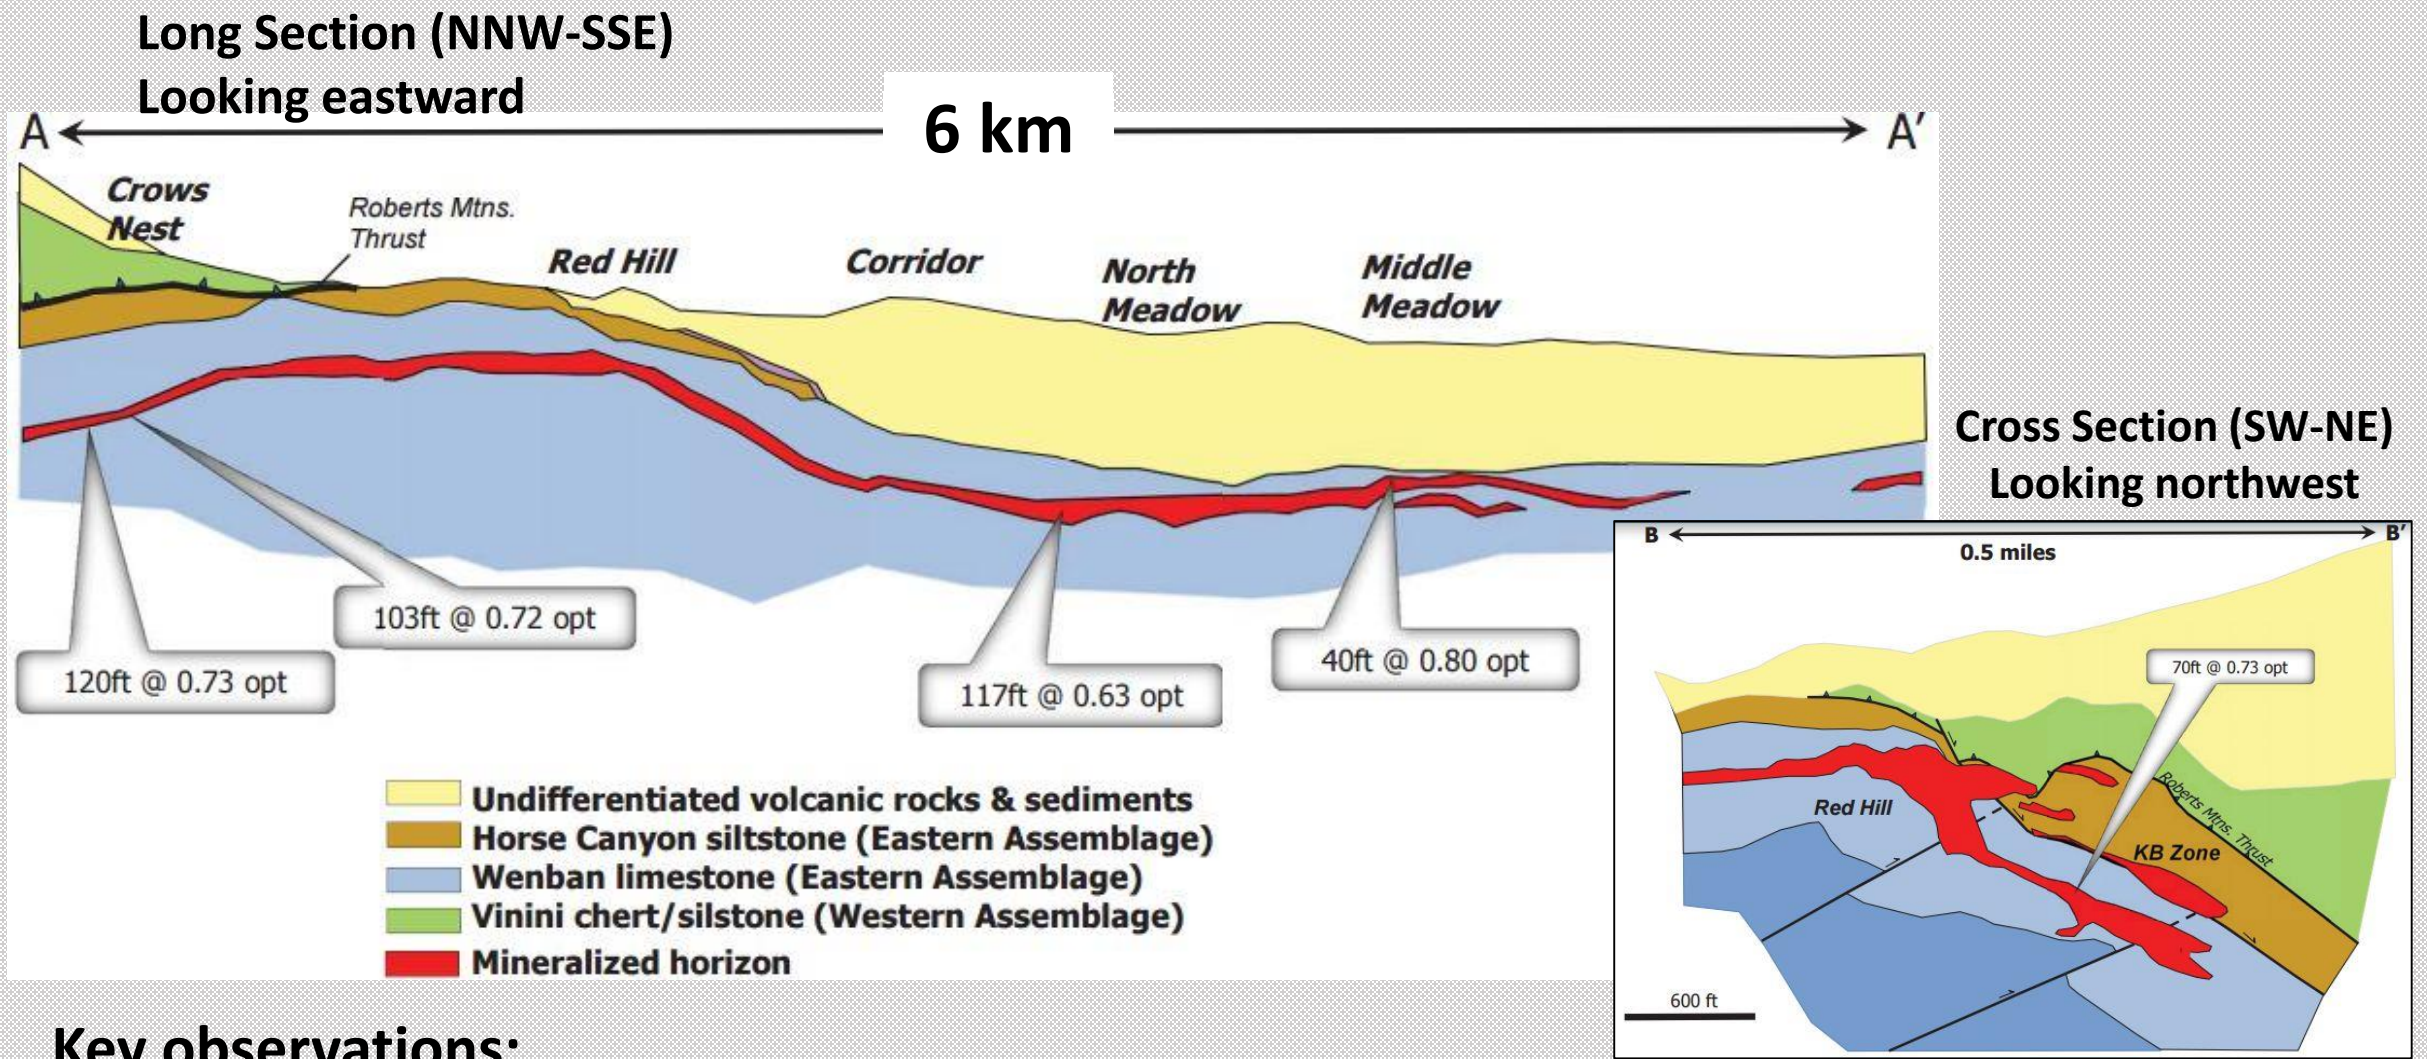 Long Section (NNW-SSE)
Looking eastward
A
6 km
A′
Crows
Nest
Roberts Mtns.
Thrust
Red Hill
Corridor
North
Meadow
Middle
Meadow
103ft @ 0.72 opt
120ft @ 0.73 opt
117ft @ 0.63 opt
40ft @ 0.80 opt
Undifferentiated volcanic rocks & sediments
Horse Canyon siltstone (Eastern Assemblage)
Wenban limestone (Eastern Assemblage)
Vinini chert/silstone (Western Assemblage)
Mineralized horizon
Cross Section (SW-NE)
Looking northwest
B
B′
0.5 miles
70ft @ 0.73 opt
Red Hill
Roberts Mtns. Thrust
KB Zone
600 ft
Key observations: